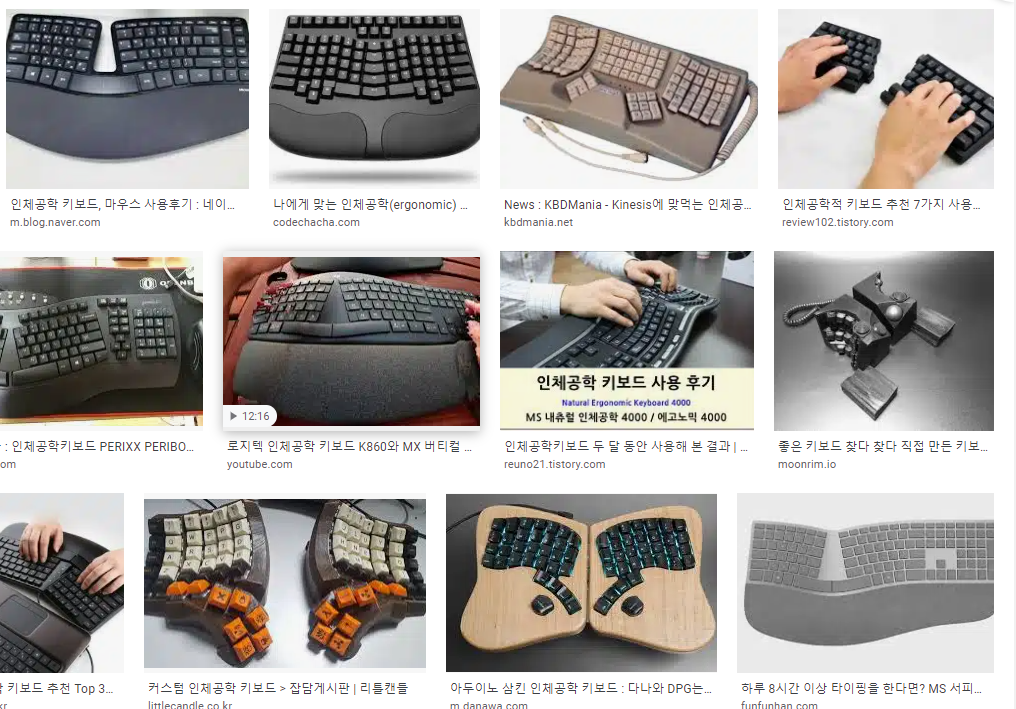 인체공학 키보드, 마우스 사용후기 : 네이...
m.blog.naver.com
나에게 맞는 인체공학(ergonomic) ...
codechacha.com
News : KBDMania - Kinesis에 맞먹는 인체공...
kbdmania.net
인체공학적 키보드 추천 7가지 사용...
review102.tistory.com
: 인체공학키보드 PERIXX PERIBO...
om
12:16
로지텍 인체공학 키보드 K860와 MX 버티컬 ...
youtube.com
인체공학 키보드 사용 후기
Natural Ergonomic Keyboard 4000
MS 내츄럴 인체공학 4000 / 에고노믹 4000
인체공학키보드 두 달 동안 사용해 본 결과 | ...
reuno21.tistory.com
좋은 키보드 찾다 찾다 직접 만든 키보...
moonrim.io
학 키보드 추천 Top 3...
kr
커스텀 인체공학 키보드 > 잡담게시판 | 리틀캔들
littlecandle.co.kr
아두이노 삼킨 인체공학 키보드 : 다나와 DPG는...
m.danawa.com
하루 8시간 이상 타이핑을 한다면? MS 서피...
funfunhan.com